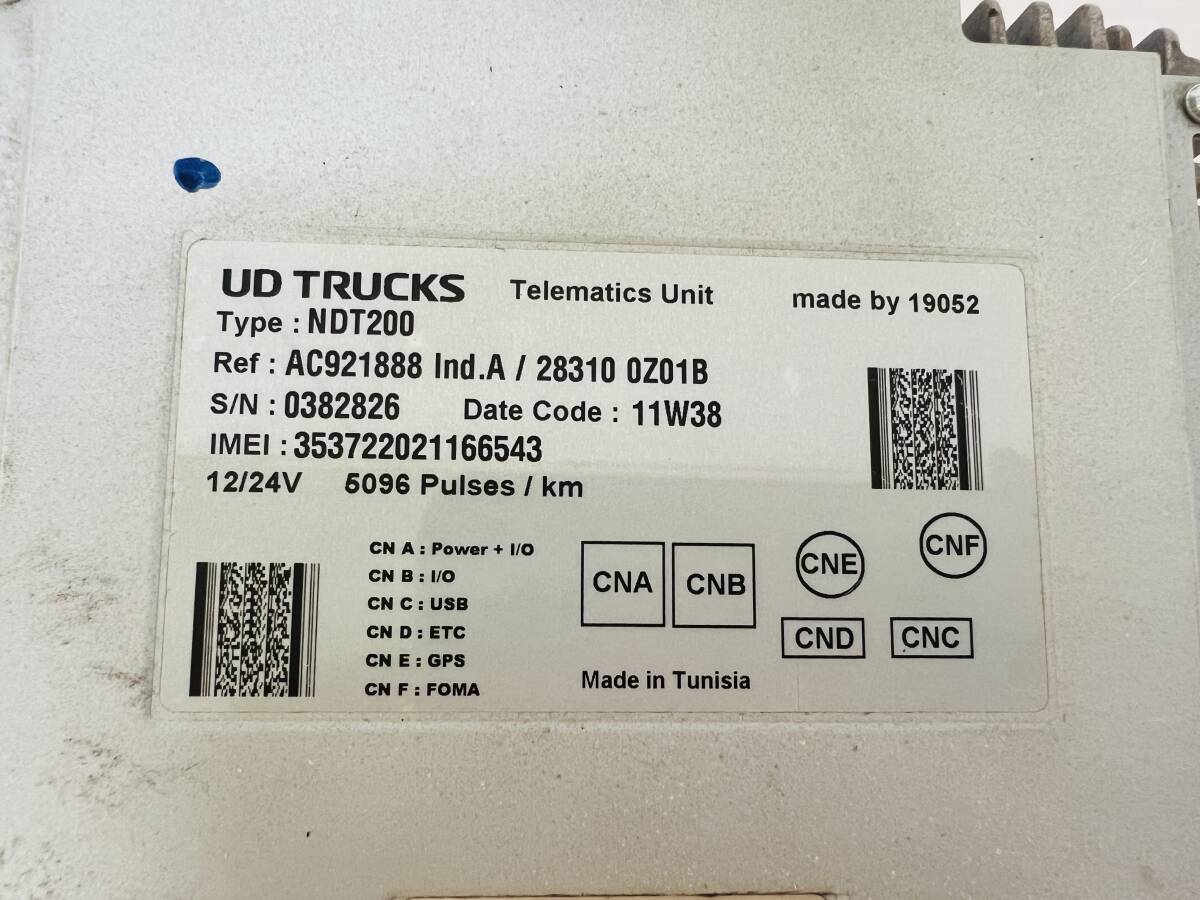 UD TRUCKS Telematics Unit made by 19052
Type : NDT200
Ref : AC921888 Ind.A / 28310 0Z01B
S/N : 0382826 Date Code : 11W38
IMEI : 353722021166543
12/24V 5096 Pulses / km
CN A : Power + I/O
CN B : I/O
CN C : USB
CN D : ETC
CN E : GPS
CN F : FOMA
CNA CNB CNE CNF
CND CNC
Made in Tunisia